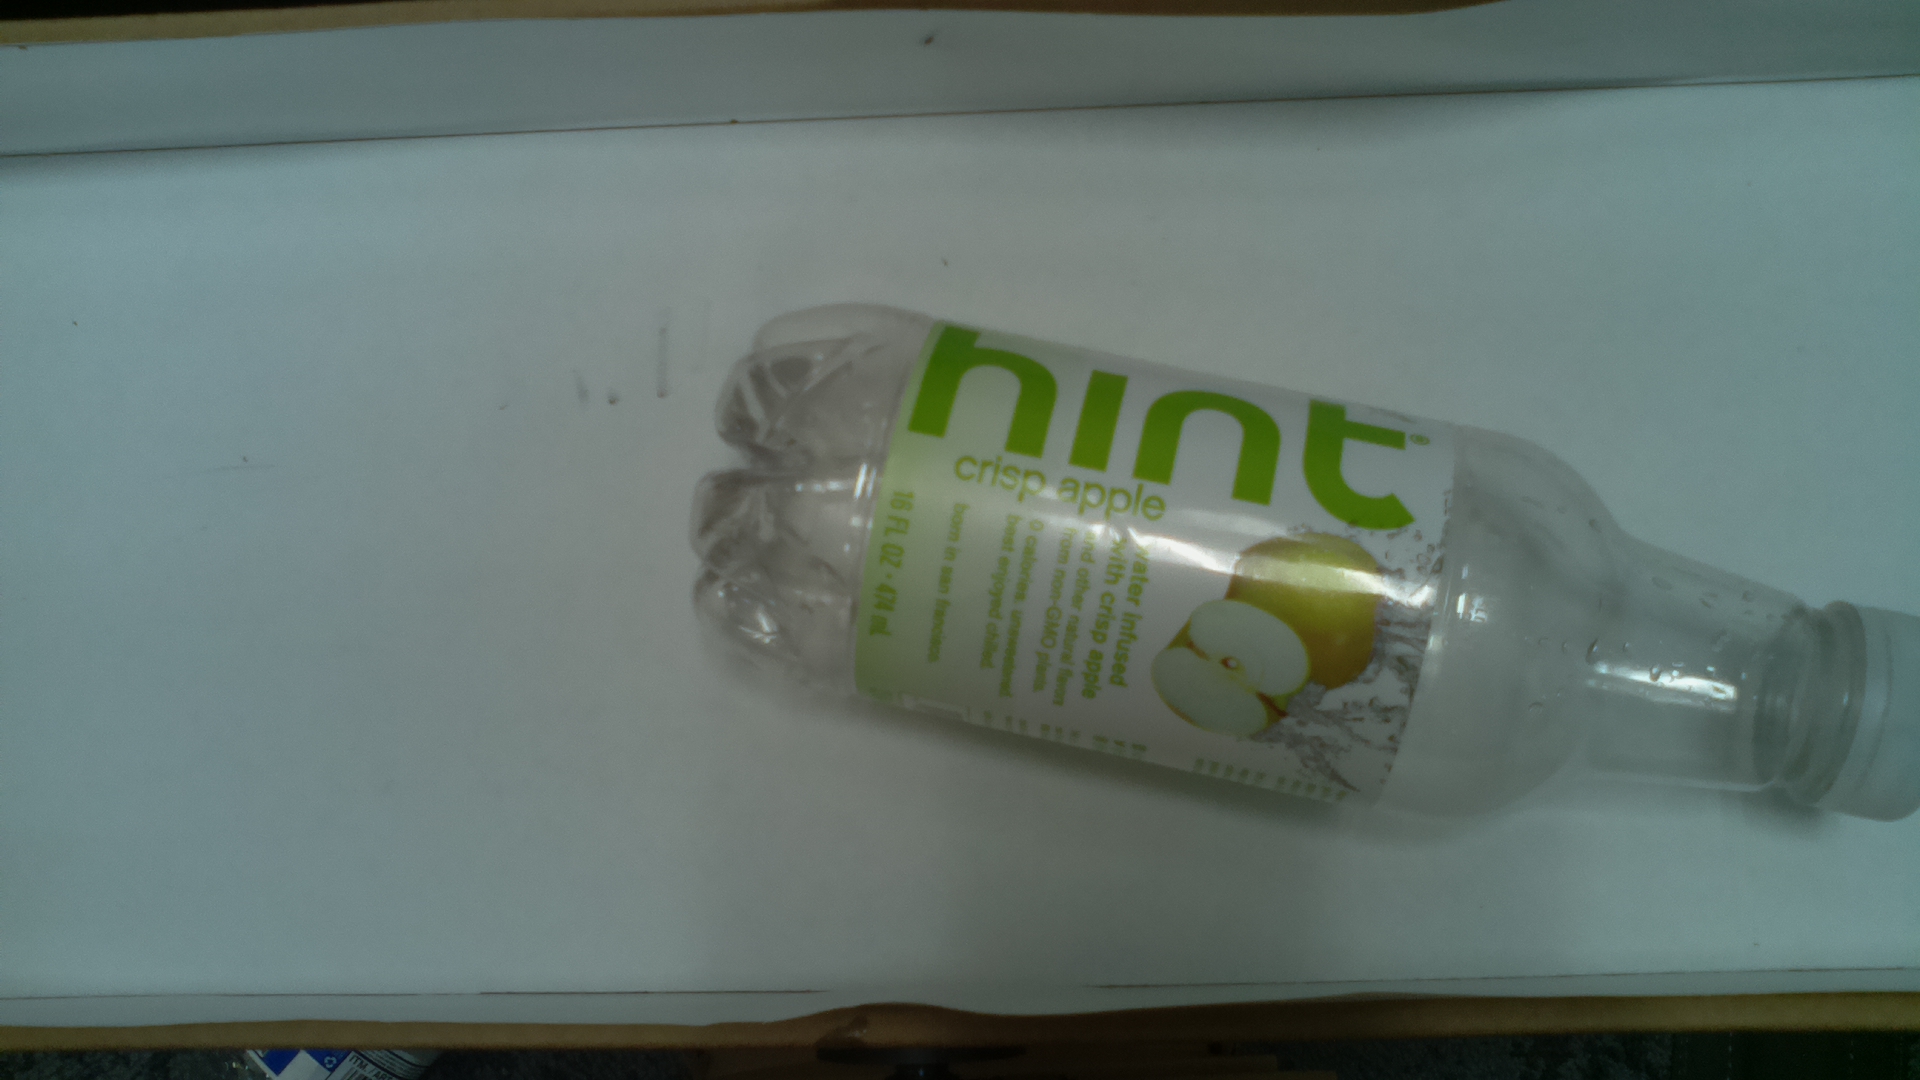 hint®
crisp apple
water infused
with crisp apple
and other natural flavors
from non-GMO plants.
0 calories. unsweetened.
best enjoyed chilled.
born in san francisco.
16 FL OZ • 474 mL